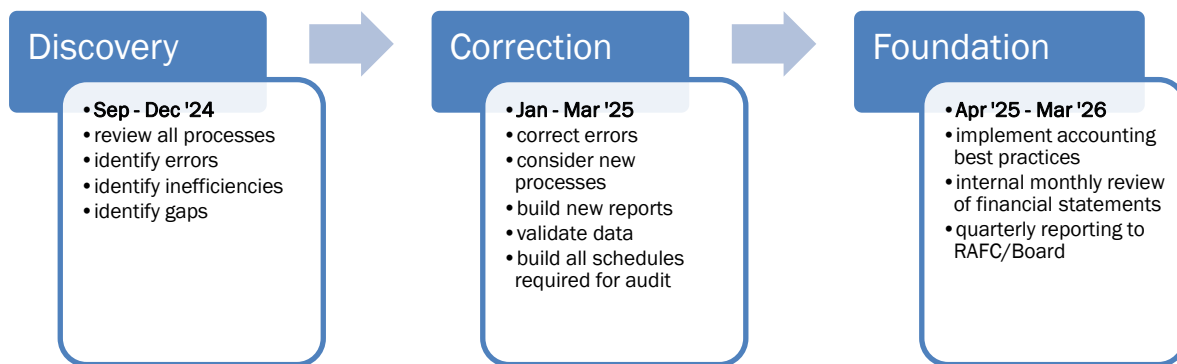 Discovery
•Sep - Dec '24
•review all processes
•identify errors
•identify inefficiencies
•identify gaps
Correction
•Jan - Mar '25
•correct errors
•consider new
processes
•build new reports
•validate data
•build all schedules
required for audit
Foundation
•Apr '25 - Mar '26
•implement accounting
best practices
•internal monthly review
of financial statements
•quarterly reporting to
RAFC/Board